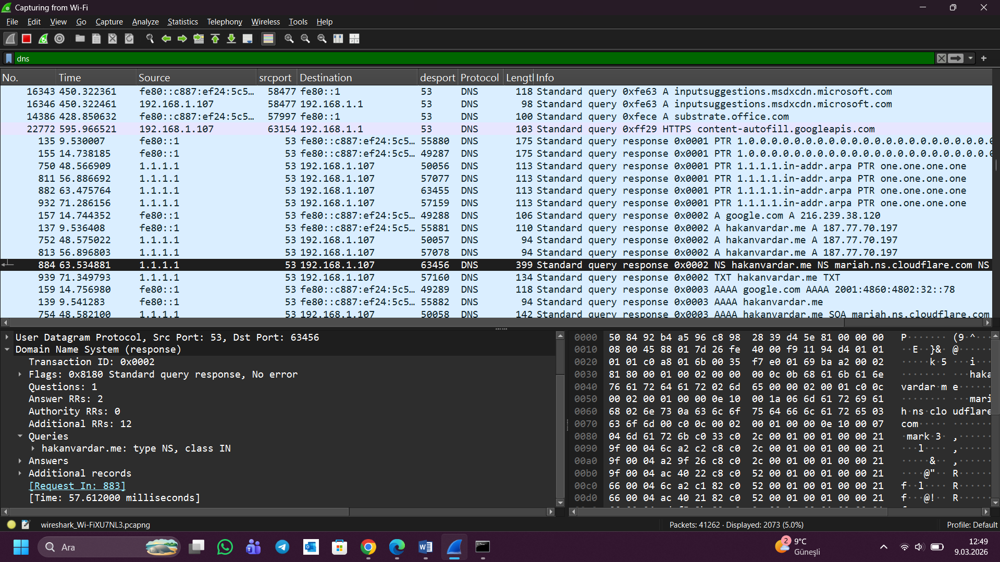 Capturing from Wi-Fi
File Edit View Go Capture Analyze Statistics Telephony Wireless Tools Help
dns
No. Time Source srcport Destination desport Protocol Lengtl Info
16343 450.322361 fe80::c887:ef24:5c5… 58477 fe80::1 53 DNS 118 Standard query 0xfe63 A inputsuggestions.msdxcdn.microsoft.com
16346 450.322461 192.168.1.107 58477 192.168.1.1 53 DNS 98 Standard query 0xfe63 A inputsuggestions.msdxcdn.microsoft.com
14386 428.850632 fe80::c887:ef24:5c5… 57997 fe80::1 53 DNS 100 Standard query 0xfece A substrate.office.com
22772 595.966521 192.168.1.107 63154 192.168.1.1 53 DNS 103 Standard query 0xff29 HTTPS content-autofill.googleapis.com
135 9.530007 fe80::1 53 fe80::c887:ef24:5c5… 55880 DNS 175 Standard query response 0x0001 PTR 1.0.0.0.0.0.0.0.0.0.0.0.0.0.0.0.0.0.0.0.0.0.0
155 14.738185 fe80::1 53 fe80::c887:ef24:5c5… 49287 DNS 175 Standard query response 0x0001 PTR 1.0.0.0.0.0.0.0.0.0.0.0.0.0.0.0.0.0.0.0.0.0.0
750 48.566909 1.1.1.1 53 192.168.1.107 50056 DNS 113 Standard query response 0x0001 PTR 1.1.1.1.in-addr.arpa PTR one.one.one.one
811 56.886692 1.1.1.1 53 192.168.1.107 57077 DNS 113 Standard query response 0x0001 PTR 1.1.1.1.in-addr.arpa PTR one.one.one.one
882 63.475764 1.1.1.1 53 192.168.1.107 63455 DNS 113 Standard query response 0x0001 PTR 1.1.1.1.in-addr.arpa PTR one.one.one.one
932 71.286156 1.1.1.1 53 192.168.1.107 57159 DNS 113 Standard query response 0x0001 PTR 1.1.1.1.in-addr.arpa PTR one.one.one.one
157 14.744352 fe80::1 53 fe80::c887:ef24:5c5… 49288 DNS 106 Standard query response 0x0002 A google.com A 216.239.38.120
137 9.536408 fe80::1 53 fe80::c887:ef24:5c5… 55881 DNS 110 Standard query response 0x0002 A hakanvardar.me A 187.77.70.197
752 48.575022 1.1.1.1 53 192.168.1.107 50057 DNS 94 Standard query response 0x0002 A hakanvardar.me A 187.77.70.197
813 56.896803 1.1.1.1 53 192.168.1.107 57078 DNS 94 Standard query response 0x0002 A hakanvardar.me A 187.77.70.197
884 63.534881 1.1.1.1 53 192.168.1.107 63456 DNS 399 Standard query response 0x0002 NS hakanvardar.me NS mariah.ns.cloudflare.com NS
939 71.349793 1.1.1.1 53 192.168.1.107 57160 DNS 134 Standard query response 0x0002 TXT hakanvardar.me TXT
159 14.756980 fe80::1 53 fe80::c887:ef24:5c5… 49289 DNS 118 Standard query response 0x0003 AAAA google.com AAAA 2001:4860:4802:32::78
139 9.541283 fe80::1 53 fe80::c887:ef24:5c5… 55882 DNS 94 Standard query response 0x0003 AAAA hakanvardar.me
754 48.582100 1.1.1.1 53 192.168.1.107 50058 DNS 142 Standard query response 0x0003 AAAA hakanvardar.me SOA mariah.ns.cloudflare.com
User Datagram Protocol, Src Port: 53, Dst Port: 63456
Domain Name System (response)
Transaction ID: 0x0002
Flags: 0x8180 Standard query response, No error
Questions: 1
Answer RRs: 2
Authority RRs: 0
Additional RRs: 12
Queries
hakanvardar.me: type NS, class IN
Answers
Additional records
[Request In: 883]
[Time: 57.612000 milliseconds]
0000 50 84 92 b4 a5 96 c8 98 28 39 d4 5e 81 00 00 00 P·······(9·^····
0010 08 00 45 88 01 7d 26 fe 40 00 f9 11 94 d4 01 01 ··E··}&·@·······
0020 01 01 c0 a8 01 6b 00 35 f7 e0 01 69 ba a2 00 02 ·····k·5···i····
0030 81 80 00 01 00 02 00 00 00 0c 0b 68 61 6b 61 6e ···········haka
0040 76 61 72 64 61 72 02 6d 65 00 00 02 00 01 c0 0c vardar·me······
0050 00 02 00 01 00 00 0e 10 00 1a 06 6d 61 72 69 61 ···········mari
0060 68 02 6e 73 0a 63 6c 6f 75 64 66 6c 61 72 65 03 h·ns·cloudflare
0070 63 6f 6d 00 c0 0c 00 02 00 01 00 00 0e 10 00 07 com·············
0080 04 6d 61 72 6b c0 33 c0 2c 00 01 00 01 00 00 21 ·mark·3·,······
0090 9f 00 04 6c a2 c2 c8 c0 2c 00 01 00 01 00 00 21 ···l····,······
00a0 9f 00 04 a2 9f 26 c8 c0 2c 00 01 00 01 00 00 21 ·····&··,······
00b0 9f 00 04 ac 40 22 c8 c0 52 00 01 00 01 00 00 21 ····@"··R······
00c0 66 00 04 6c a2 c1 82 c0 52 00 01 00 01 00 00 21 f··l····R······
00d0 66 00 04 ac 40 21 82 c0 52 00 01 00 01 00 00 21 f···@!··R······
wireshark_Wi-FiXU7NL3.pcapng
Packets: 41262 · Displayed: 2073 (5.0%)
Profile: Default
Ara
2
9°C
Güneşli
12:49
9.03.2026